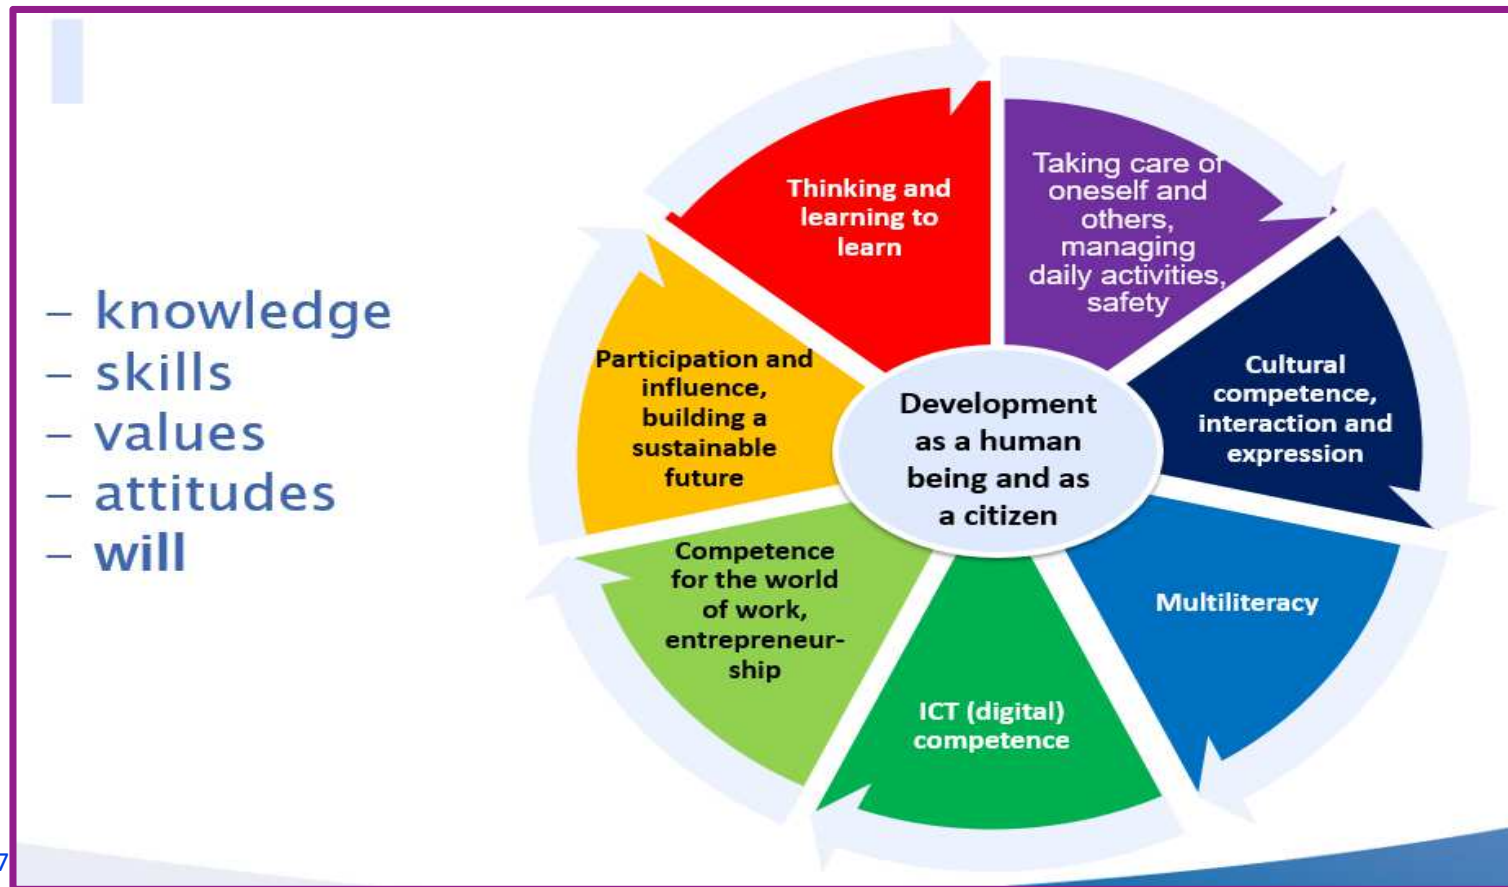 – knowledge
– skills
– values
– attitudes
– will
Thinking and
learning to
learn
Taking care of
oneself and
others,
managing
daily activities,
safety
Cultural
competence,
interaction and
expression
Multiliteracy
ICT (digital)
competence
Competence
for the world
of work,
entrepreneur-
ship
Participation and
influence,
building a
sustainable
future
Development
as a human
being and as
a citizen
7